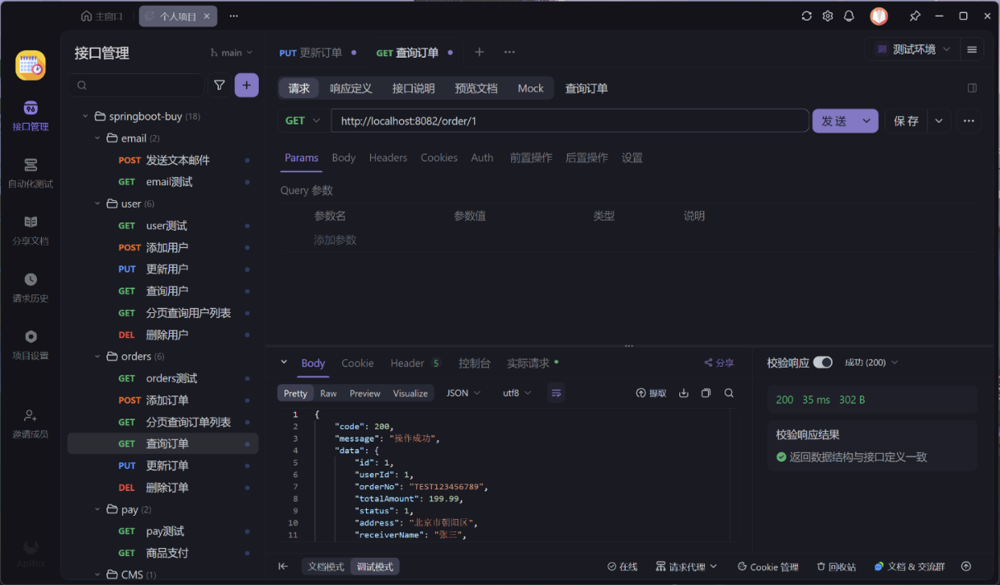 主窗口
个人项目
接口管理
main
springboot-buy (18)
email (2)
POST 发送文本邮件
GET email测试
user (6)
GET user测试
POST 添加用户
PUT 更新用户
GET 查询用户
GET 分页查询用户列表
DEL 删除用户
orders (6)
GET orders测试
POST 添加订单
GET 分页查询订单列表
GET 查询订单
PUT 更新订单
DEL 删除订单
pay (2)
GET pay测试
GET 商品支付
CMS (1)
接口管理
自动化测试
分享文档
请求历史
项目设置
邀请成员
Apifox
PUT 更新订单
GET 查询订单
测 测试环境
请求 响应定义 接口说明 预览文档 Mock 查询订单
GET http://localhost:8082/order/1 发 送 保 存
Params Body Headers Cookies Auth 前置操作 后置操作 设置
Query 参数
参数名 参数值 类型 说明
添加参数
Body Cookie Header 5 控制台 实际请求 分享
Pretty Raw Preview Visualize JSON utf8 提取
1 {
2 "code": 200,
3 "message": "操作成功",
4 "data": {
5 "id": 1,
6 "userId": 1,
7 "orderNo": "TEST123456789",
8 "totalAmount": 199.99,
9 "status": 1,
10 "address": "北京市朝阳区",
11 "receiverName": "张三",
校验响应 成功 (200)
200 35 ms 302 B
校验响应结果
返回数据结构与接口定义一致
文档模式 调试模式
在线 请求代理 Cookie 管理 回收站 文档 & 交流群